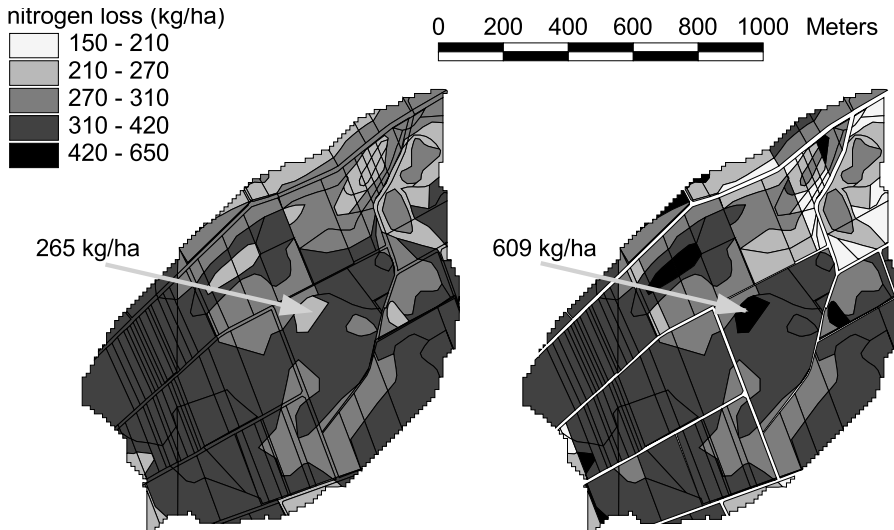 nitrogen loss (kg/ha)
150 - 210
210 - 270
270 - 310
310 - 420
420 - 650
0 200 400 600 800 1000 Meters
265 kg/ha
609 kg/ha